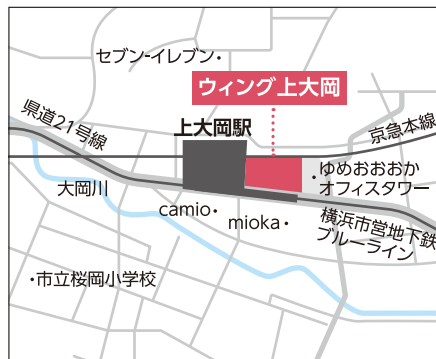 セブン-イレブン
ウィング上大岡
県道21号線
上大岡駅
京急本線
ゆめおおおか
オフィスタワー
大岡川
camio
mioka
横浜市営地下鉄
ブルーライン
市立桜岡小学校